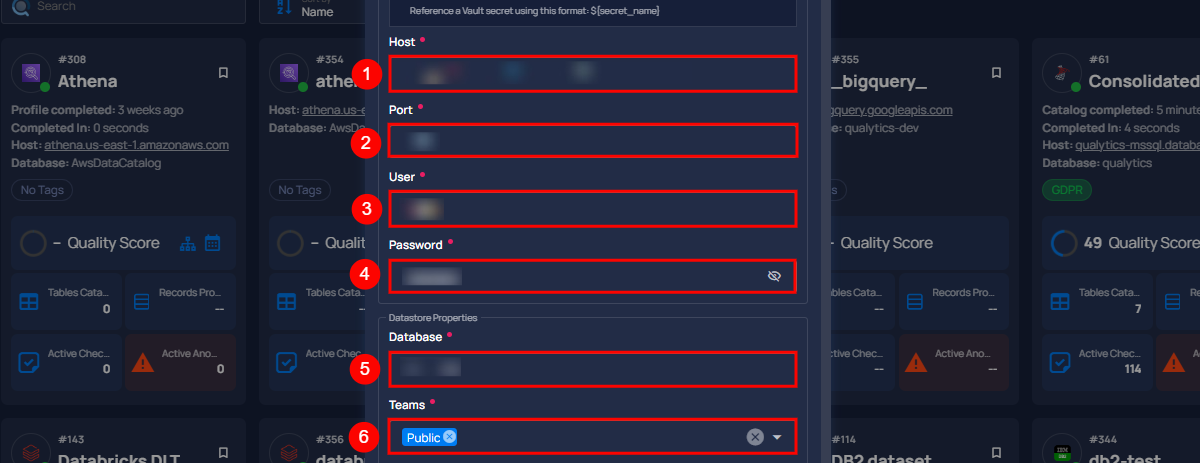 Search
Sort by
Name
#308
Athena
Profile completed: 3 weeks ago
Completed In: 0 seconds
Host: athena.us-east-1.amazonaws.com
Database: AwsDataCatalog
No Tags
– Quality Score
Tables Cata...
0
Records Pro...
--
Active Chec...
0
Active Ano...
0
#143
Databricks DLT
#354
Host: athena.us-e
Database: AwsDa
No Tags
– Qua
Tables Cata
Active Chec
#356
Reference a Vault secret using this format: ${secret_name}
Host *
1
Port *
2
User *
3
Password *
4
Datastore Properties
Database *
5
Teams *
6
Public
#355
_bigquery_
gquery.googleapis.com
e: qualytics-dev
– Quality Score
Cata...
--
Records Pro...
--
Chec...
--
Active Ano...
--
#114
DB2 dataset
#61
Consolidated
Catalog completed: 5 minute
Completed In: 4 seconds
Host: qualytics-mssql.databa
Database: qualytics
GDPR
49 Quality Score
Tables Cata...
7
Records
Active Chec...
114
Active
#344
db2-test